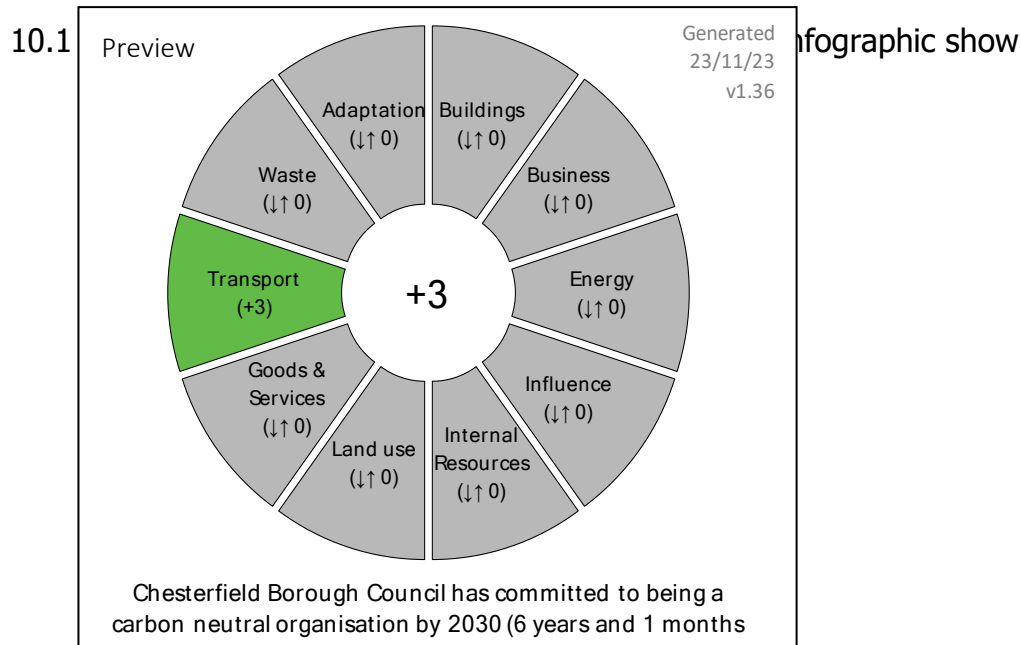 10.1
nfographic show
Preview
Generated
23/11/23
v1.36
Adaptation
(↓↑ 0)
Buildings
(↓↑ 0)
Waste
(↓↑ 0)
Business
(↓↑ 0)
Transport
(+3)
+3
Energy
(↓↑ 0)
Goods &
Services
(↓↑ 0)
Influence
(↓↑ 0)
Land use
(↓↑ 0)
Internal
Resources
(↓↑ 0)
Chesterfield Borough Council has committed to being a
carbon neutral organisation by 2030 (6 years and 1 months